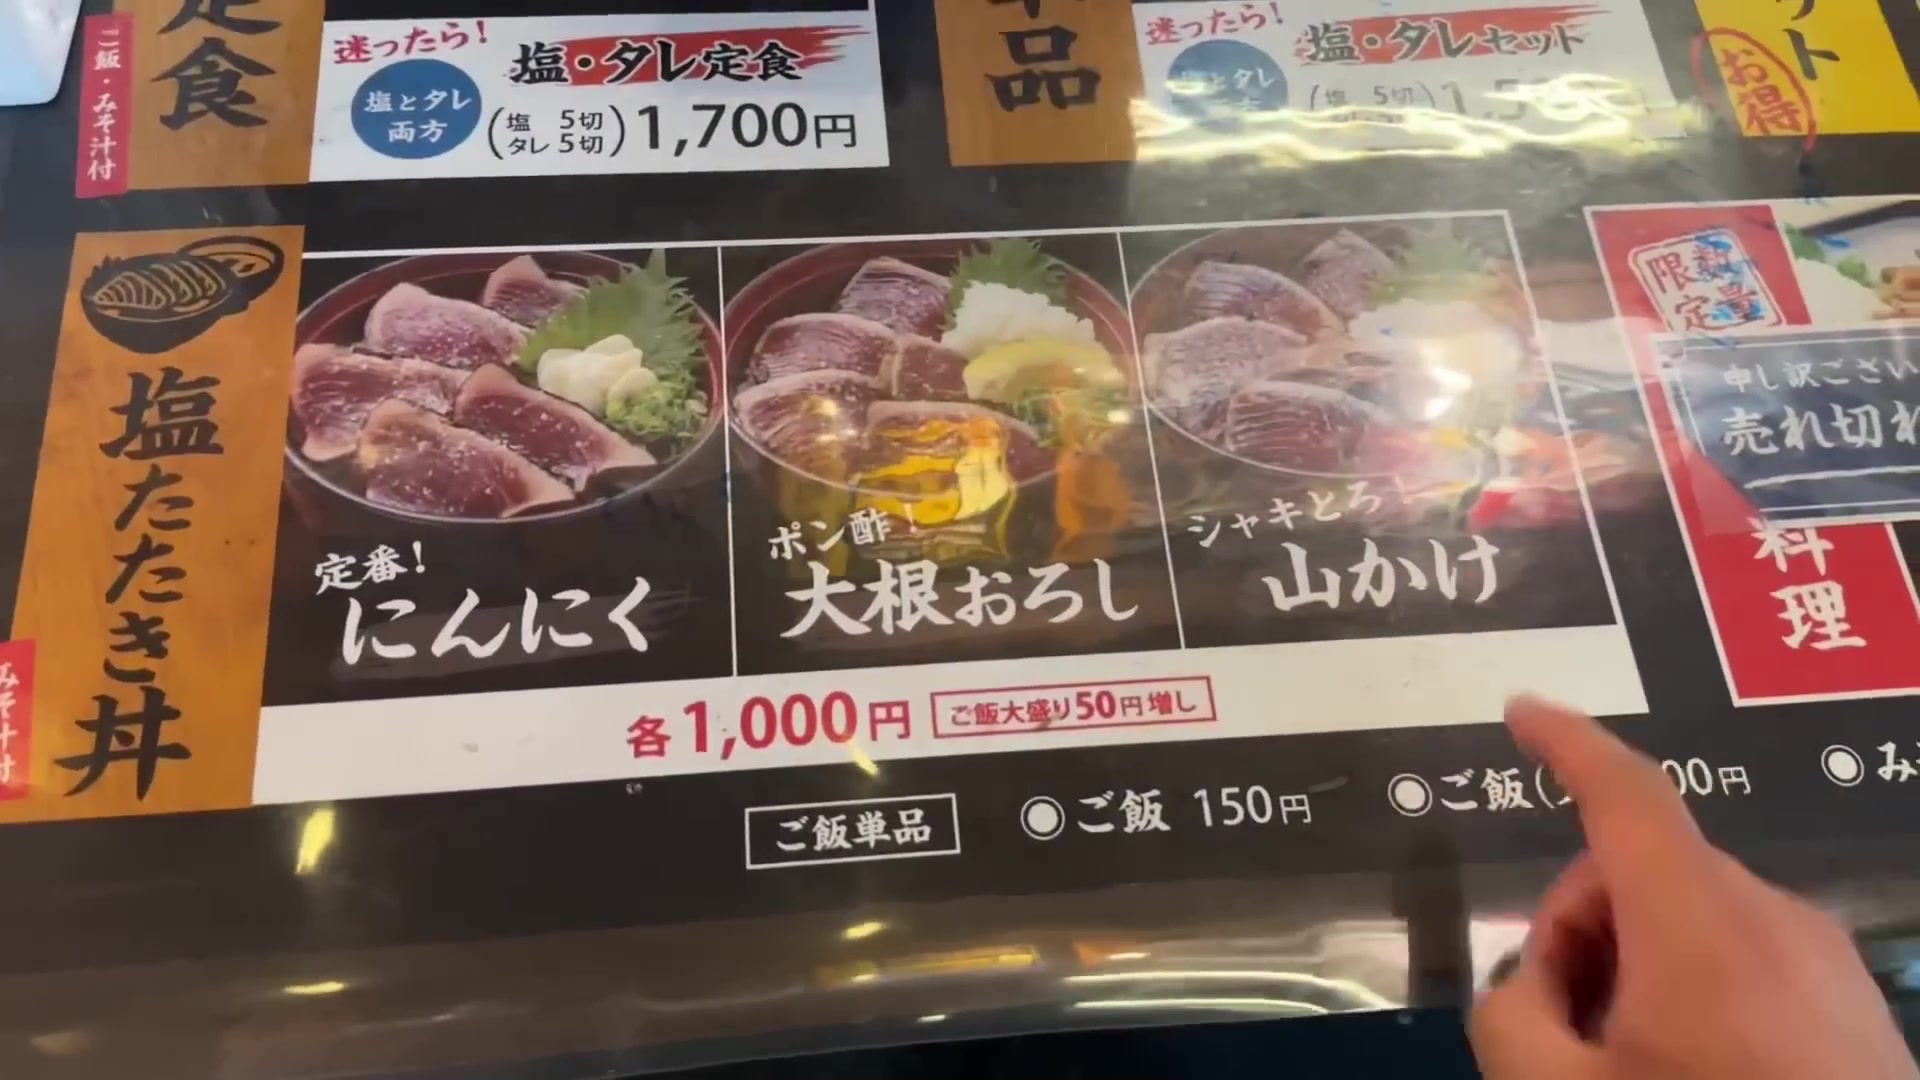 定食
ご飯・みそ汁付
迷ったら!
塩・タレ定食
塩とタレ
両方
(塩 5切
タレ 5切)
1,700円
品
迷ったら!
塩・タレセット
塩とタレ
両方
塩 5切
お得
塩たたき丼
定番!
にんにく
ポン酢!
大根おろし
シャキとろ!
山かけ
各1,000円
ご飯大盛り50円増し
ご飯単品
◉ご飯 150円
◉ご飯(
00円
限定
数量
申し訳ござい
売れ切れ
料理